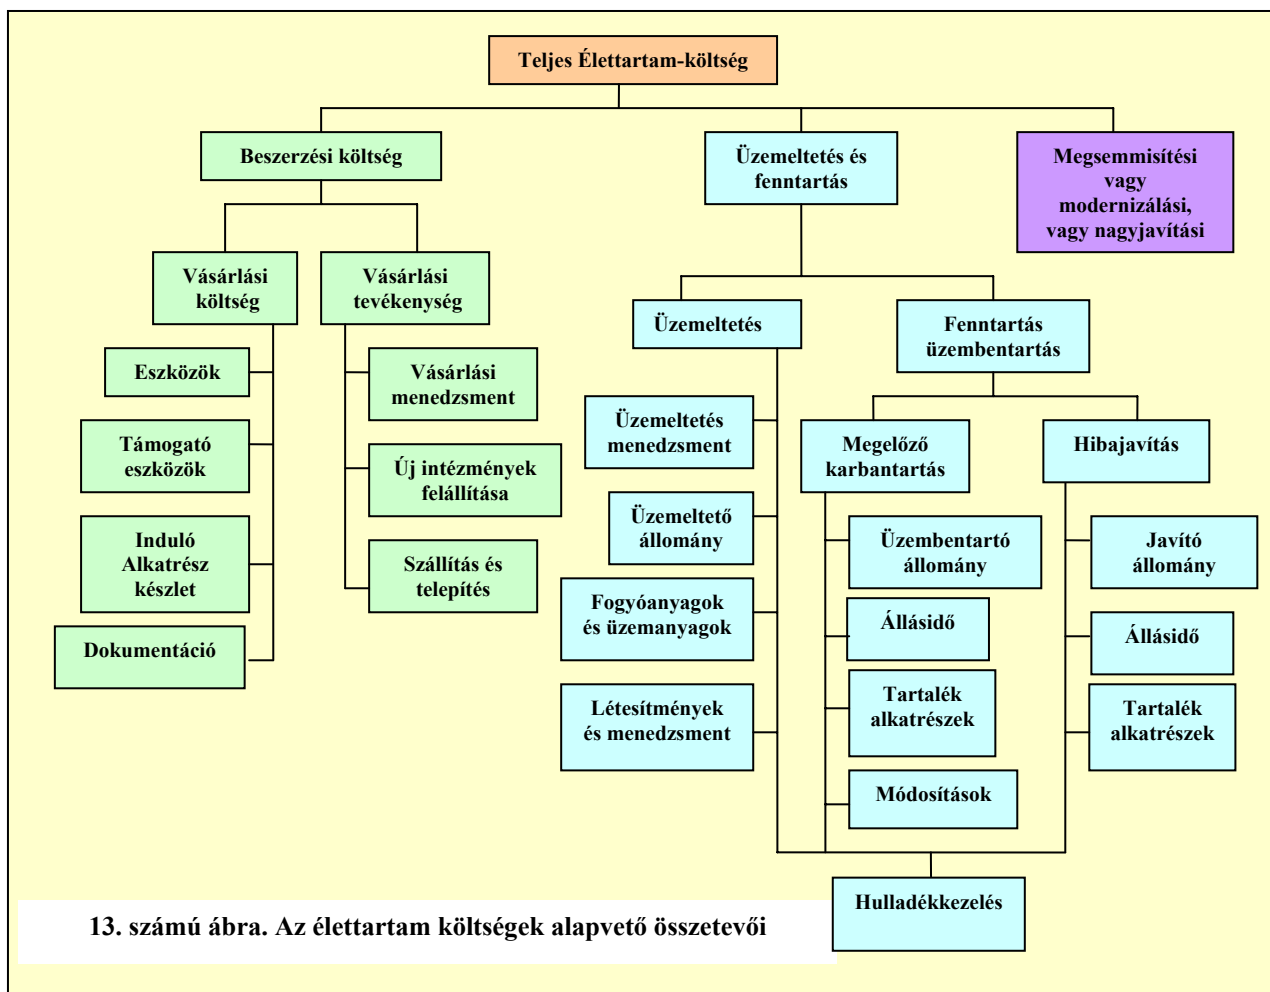 Teljes Élettartam-költség
Beszerzési költség
Üzemeltetés és
fenntartás
Megsemmisítési
vagy
modernizálási,
vagy nagyjavítási
Vásárlási
költség
Vásárlási
tevékenység
Eszközök
Támogató
eszközök
Induló
Alkatrész
készlet
Dokumentáció
Vásárlási
menedzsment
Új intézmények
felállítása
Szállítás és
telepítés
Üzemeltetés
Fenntartás
üzembentartás
Üzemeltetés
menedzsment
Üzemeltető
állomány
Fogyóanyagok
és üzemanyagok
Létesítmények
és menedzsment
Megelőző
karbantartás
Hibajavítás
Üzembentartó
állomány
Állásidő
Tartalék
alkatrészek
Módosítások
Javító
állomány
Állásidő
Tartalék
alkatrészek
Hulladékkezelés
13. számú ábra. Az élettartam költségek alapvető összetevői